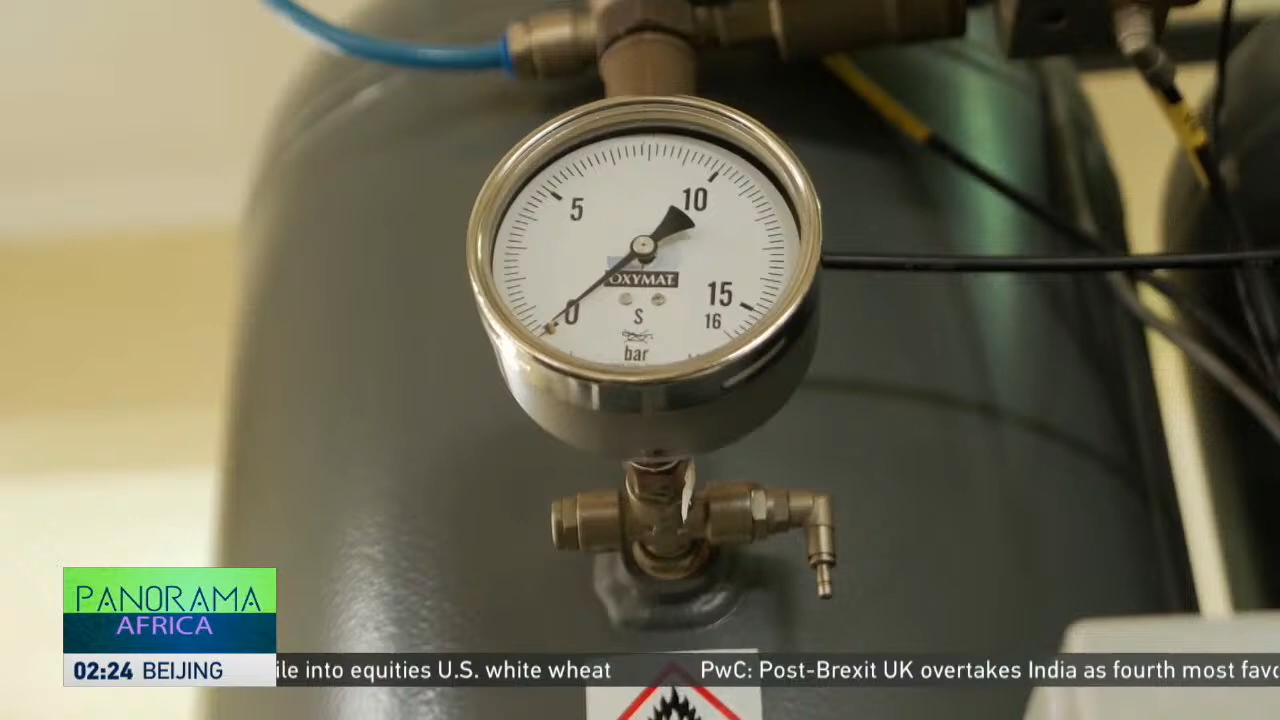 5
10
OXYMAT
0
15
S
16
bar
PANORAMA
AFRICA
02:24 BEIJING
ile into equities U.S. white wheat PwC: Post-Brexit UK overtakes India as fourth most favo